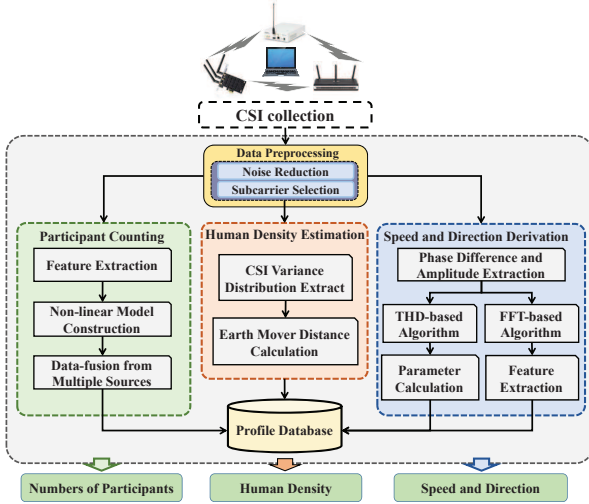 CSI collection
Data Preprocessing
Noise Reduction
Subcarrier Selection
Participant Counting
Feature Extraction
Non-linear Model
Construction
Data-fusion from
Multiple Sources
Human Density Estimation
CSI Variance
Distribution Extract
Earth Mover Distance
Calculation
Speed and Direction Derivation
Phase Difference and
Amplitude Extraction
THD-based
Algorithm
FFT-based
Algorithm
Parameter
Calculation
Feature
Extraction
Profile Database
Numbers of Participants
Human Density
Speed and Direction